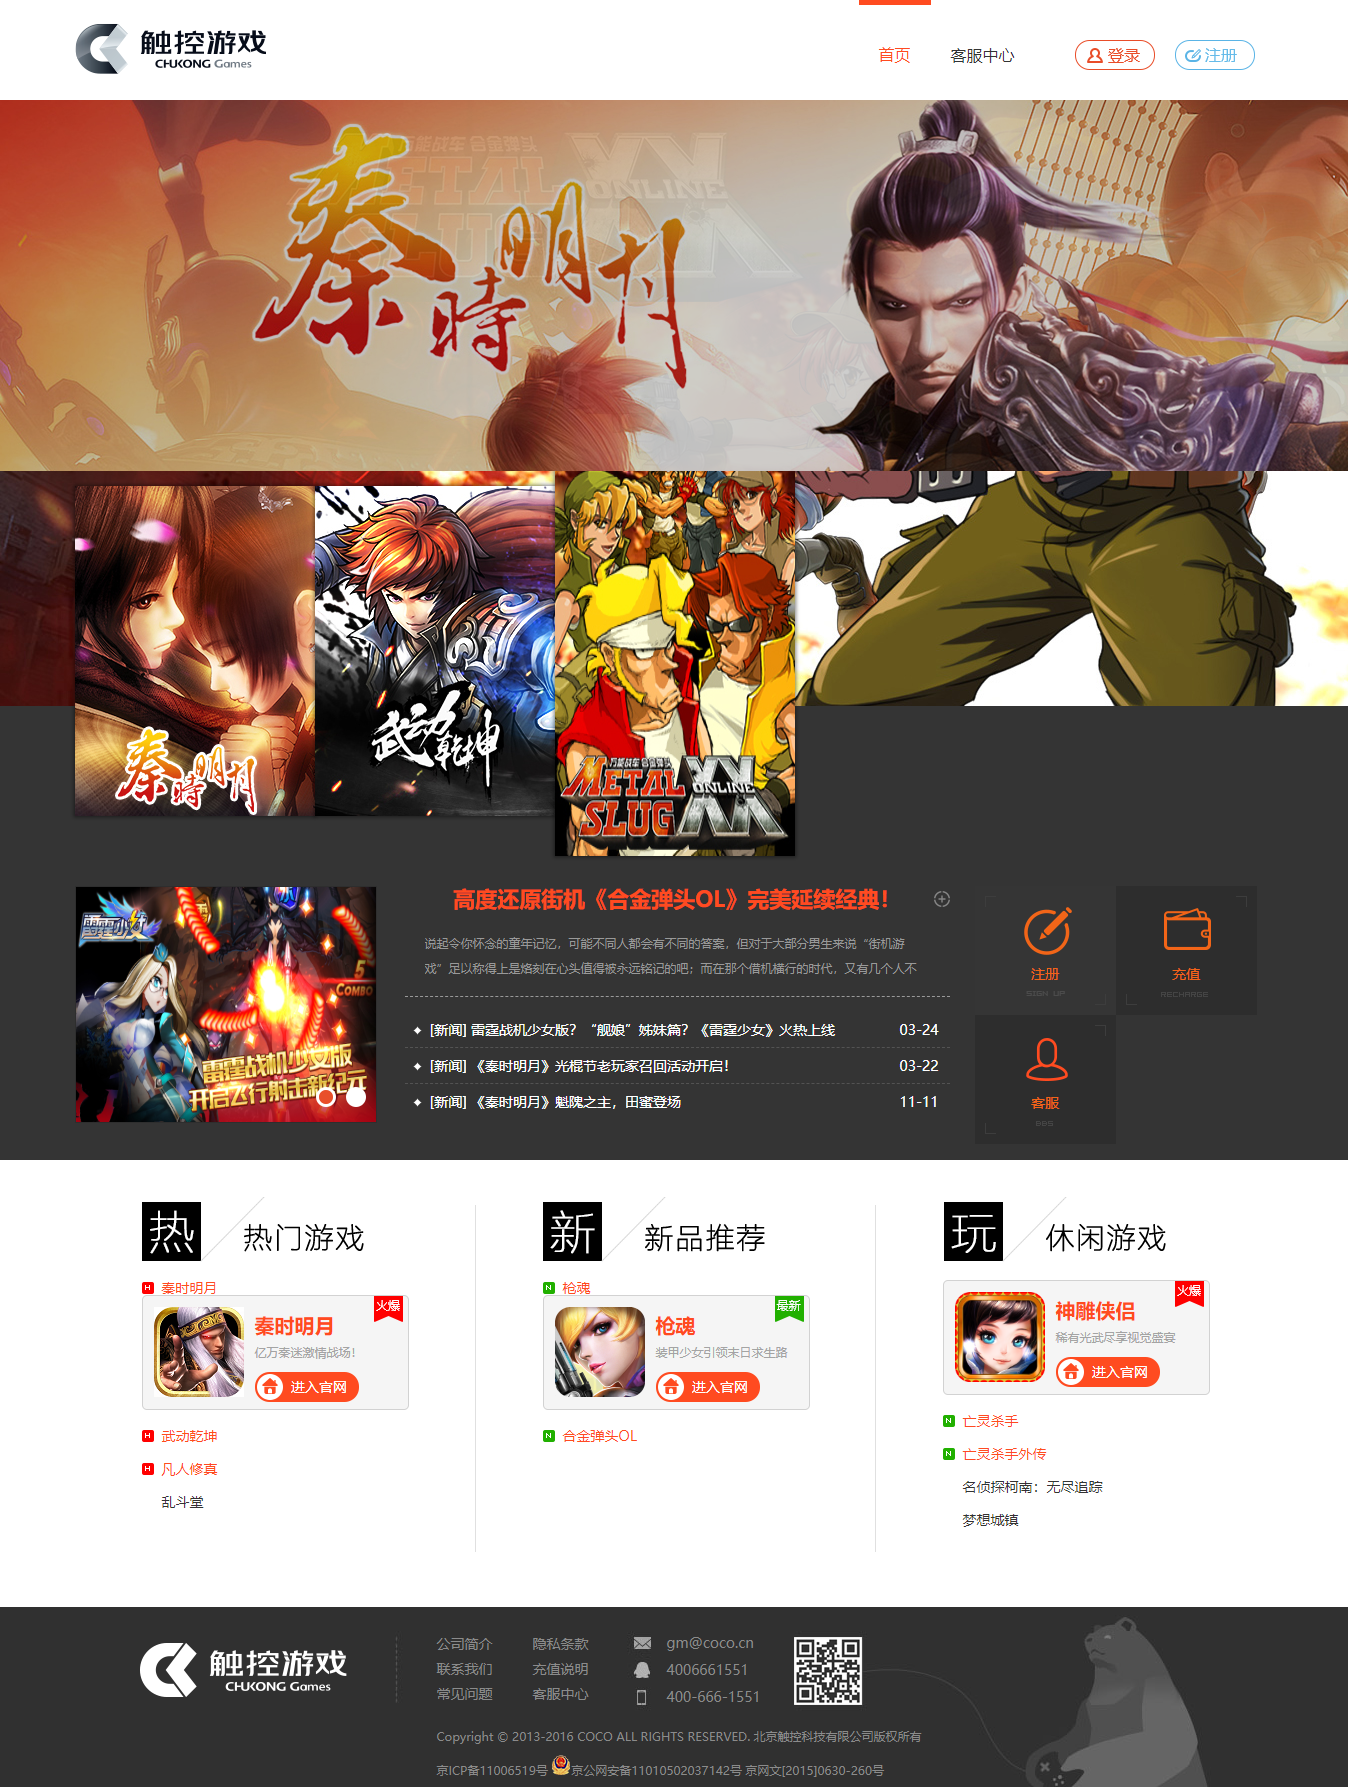 触控游戏
CHUKONG Games
首页
客服中心
登录
注册
万能战车 合金弹头
METAL
SLUG
ONLINE
秦時明月
秦時明月
武动乾坤
万能战车 合金弹头
METAL
SLUG
ONLINE
雷霆少女
5
COMBO
雷霆战机少女版
开启飞行射击新纪元
高度还原街机《合金弹头OL》完美延续经典！
说起令你怀念的童年记忆，可能不同人都会有不同的答案，但对于大部分男生来说“街机游
戏”足以称得上是烙刻在心头值得被永远铭记的吧；而在那个借机横行的时代，又有几个人不
[新闻] 雷霆战机少女版？“舰娘”姊妹篇？《雷霆少女》火热上线 03-24
[新闻]《秦时明月》光棍节老玩家召回活动开启！ 03-22
[新闻]《秦时明月》魁隗之主，田蜜登场 11-11
注册
SIGN UP
充值
RECHARGE
客服
BBS
热 热门游戏
H 秦时明月
火爆
秦时明月
亿万秦迷激情战场！
进入官网
H 武动乾坤
H 凡人修真
乱斗堂
新 新品推荐
N 枪魂
最新
枪魂
装甲少女引领末日求生路
进入官网
N 合金弹头OL
玩 休闲游戏
火爆
神雕侠侣
稀有光武尽享视觉盛宴
进入官网
N 亡灵杀手
N 亡灵杀手外传
名侦探柯南：无尽追踪
梦想城镇
触控游戏
CHUKONG Games
公司简介 隐私条款
联系我们 充值说明
常见问题 客服中心
gm@coco.cn
4006661551
400-666-1551
Copyright © 2013-2016 COCO ALL RIGHTS RESERVED. 北京触控科技有限公司版权所有
京ICP备11006519号 京公网安备11010502037142号 京网文[2015]0630-260号